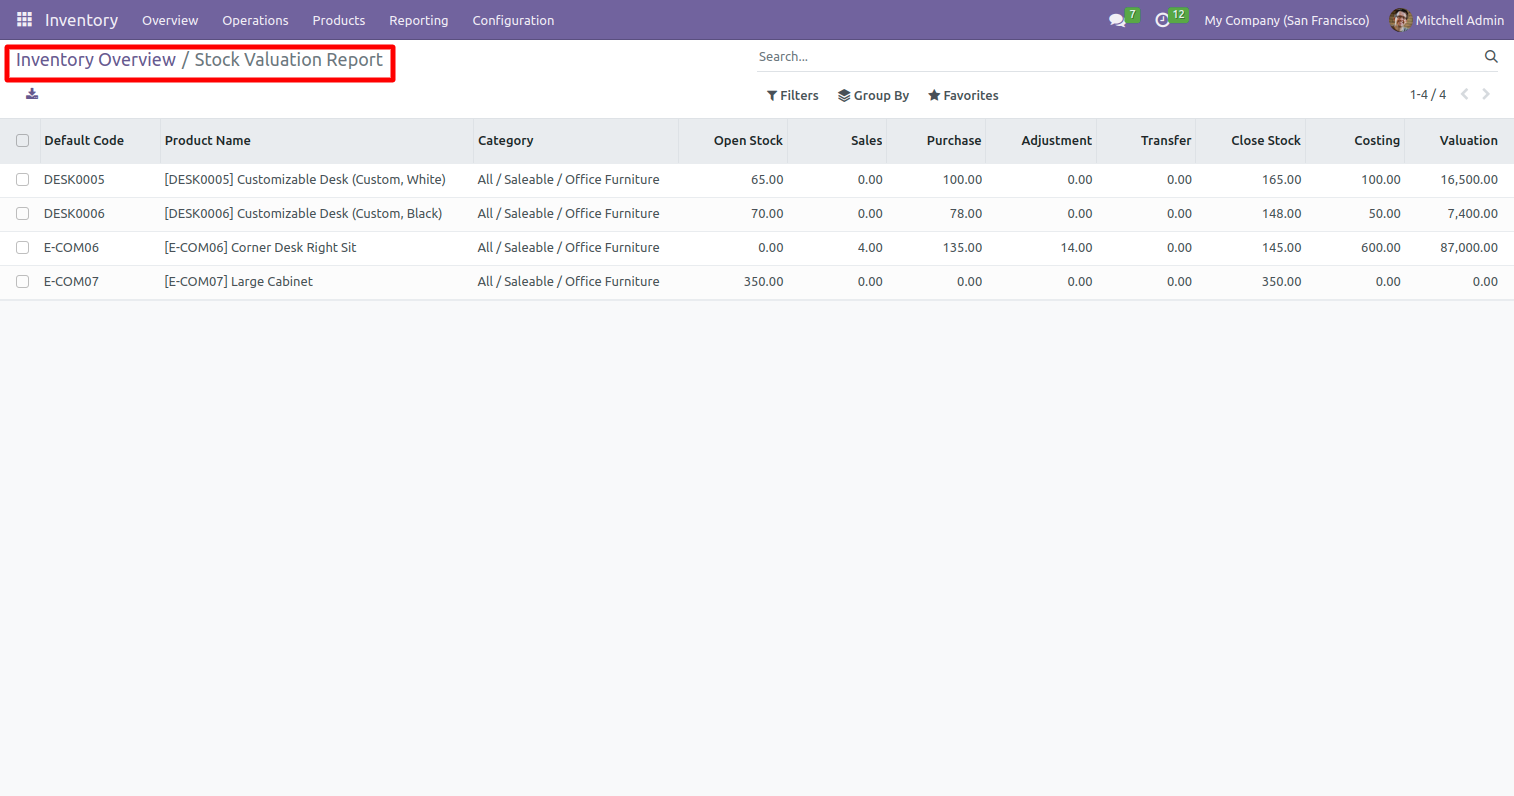 Inventory Overview Operations Products Reporting Configuration 7 12 My Company (San Francisco) Mitchell Admin
Inventory Overview / Stock Valuation Report Search...
Filters Group By Favorites 1-4 / 4
Default Code Product Name Category Open Stock Sales Purchase Adjustment Transfer Close Stock Costing Valuation
DESK0005 [DESK0005] Customizable Desk (Custom, White) All / Saleable / Office Furniture 65.00 0.00 100.00 0.00 0.00 165.00 100.00 16,500.00
DESK0006 [DESK0006] Customizable Desk (Custom, Black) All / Saleable / Office Furniture 70.00 0.00 78.00 0.00 0.00 148.00 50.00 7,400.00
E-COM06 [E-COM06] Corner Desk Right Sit All / Saleable / Office Furniture 0.00 4.00 135.00 14.00 0.00 145.00 600.00 87,000.00
E-COM07 [E-COM07] Large Cabinet All / Saleable / Office Furniture 350.00 0.00 0.00 0.00 0.00 350.00 0.00 0.00